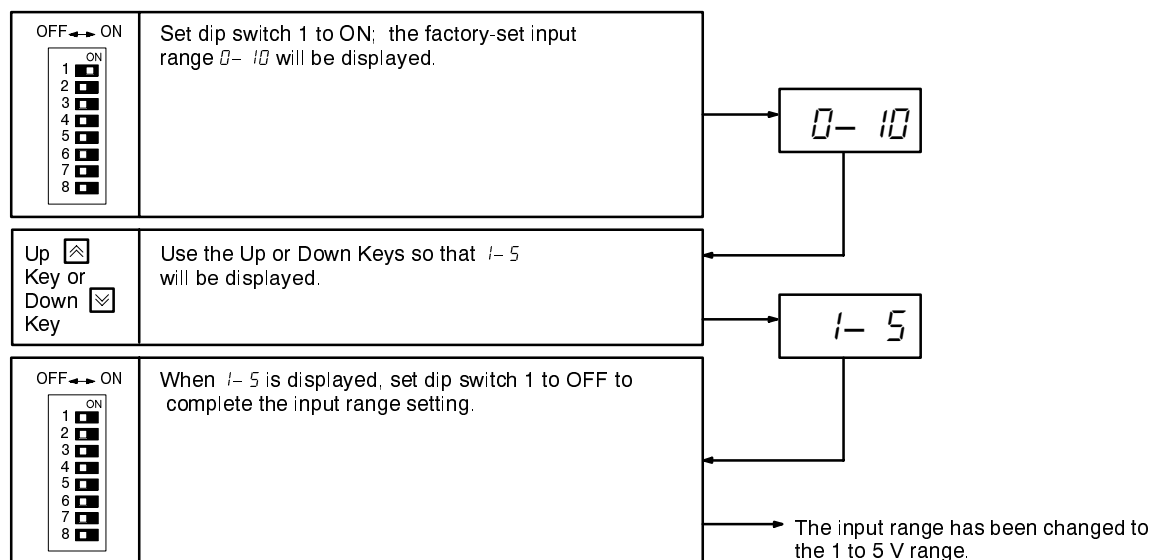 OFF ↔ ON
ON
1
2
3
4
5
6
7
8
Set dip switch 1 to ON; the factory-set input
range 0– 10 will be displayed.
0– 10
Up
Key or
Down
Key
Use the Up or Down Keys so that 1– 5
will be displayed.
1– 5
OFF ↔ ON
ON
1
2
3
4
5
6
7
8
When 1– 5 is displayed, set dip switch 1 to OFF to
complete the input range setting.
The input range has been changed to
the 1 to 5 V range.